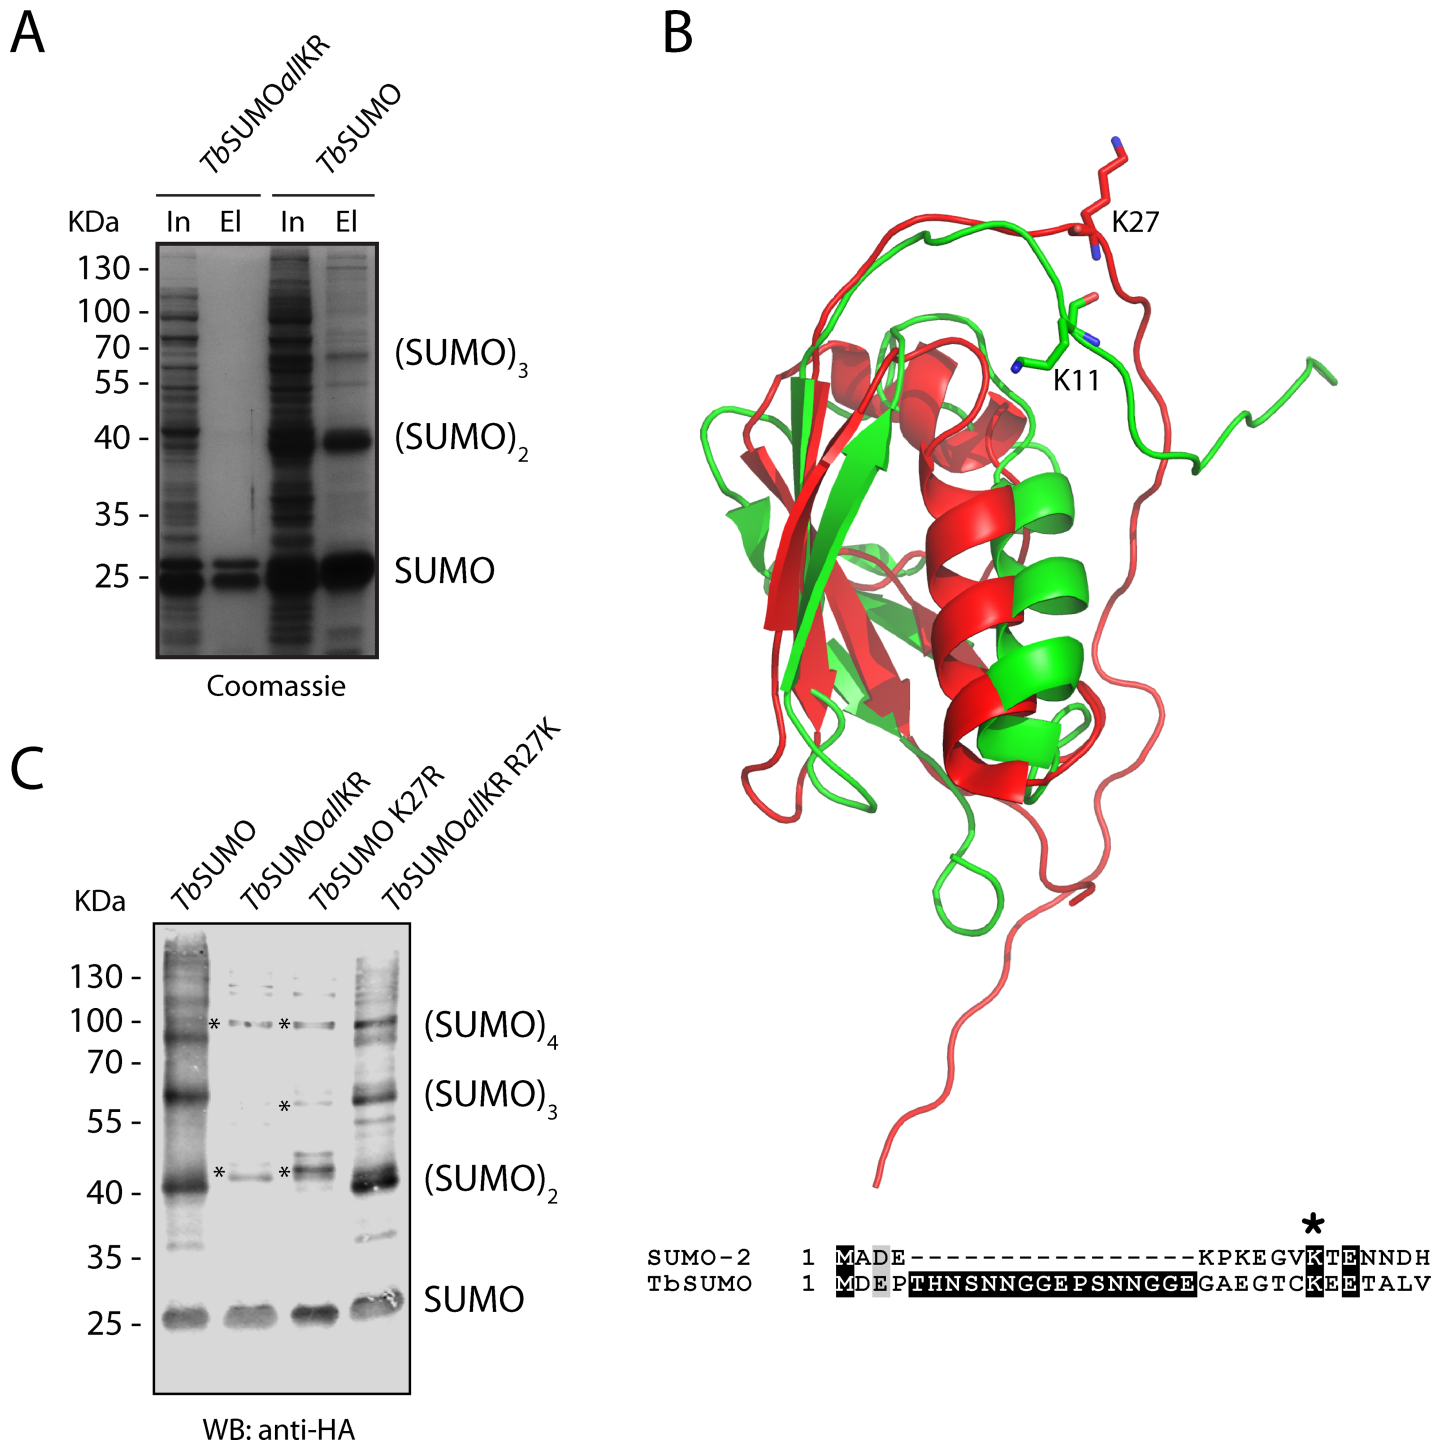 A
TbSUMOallKR
TbSUMO
KDa
In
El
In
El
130 -
100 -
70 -
55 -
40 -
35 -
25 -
(SUMO)3
(SUMO)2
SUMO
Coomassie
B
K27
K11
SUMO-2 1 MADE----------------KPKEGVKTENNDH
*
TbSUMO 1 MDEPTHNSNNGGEPSNNGGEGAEGTCKEETALV
C
TbSUMO
TbSUMOallKR
TbSUMO K27R
TbSUMOallKR R27K
KDa
130 -
100 -
70 -
55 -
40 -
35 -
25 -
* *
*
* *
(SUMO)4
(SUMO)3
(SUMO)2
SUMO
WB: anti-HA